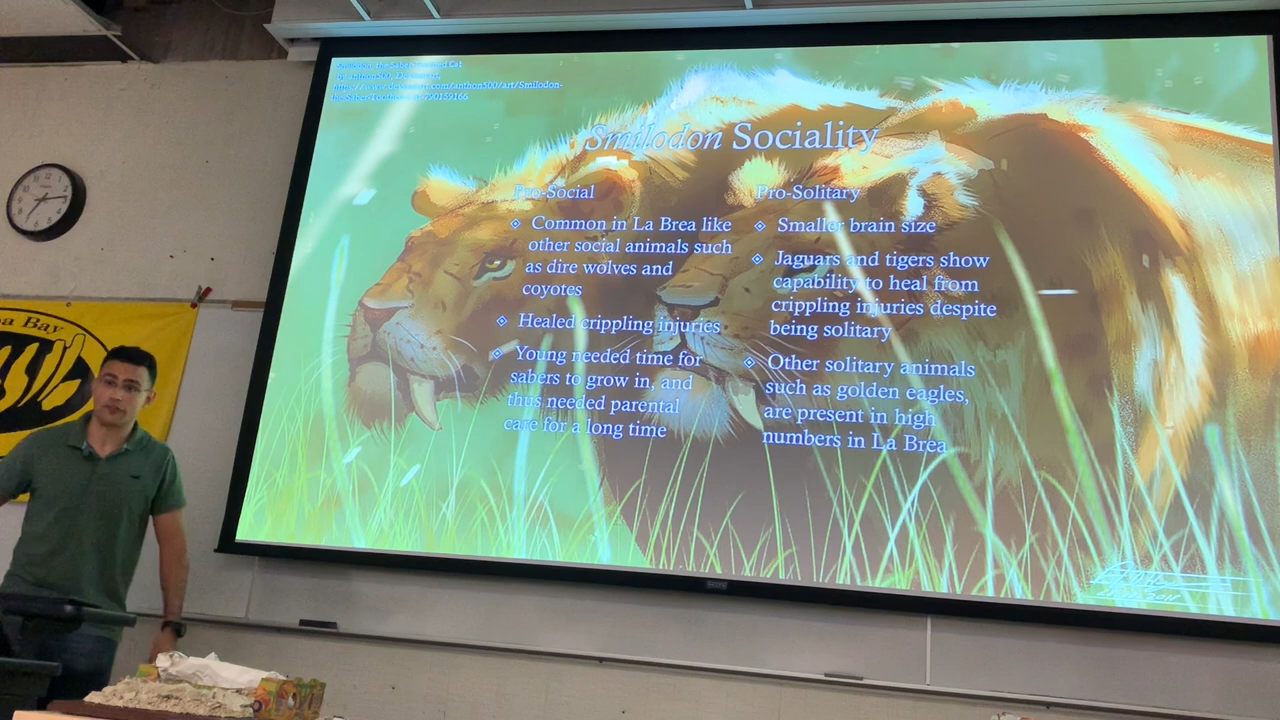 Smilodon Sociality
Pro-Social
Common in La Brea like
other social animals such
as dire wolves and
coyotes
Healed crippling injuries
Young needed time for
sabers to grow in, and
thus needed parental
care for a long time
Pro-Solitary
Smaller brain size
Jaguars and tigers show
capability to heal from
crippling injuries despite
being solitary
Other solitary animals
such as golden eagles,
are present in high
numbers in La Brea
Bay